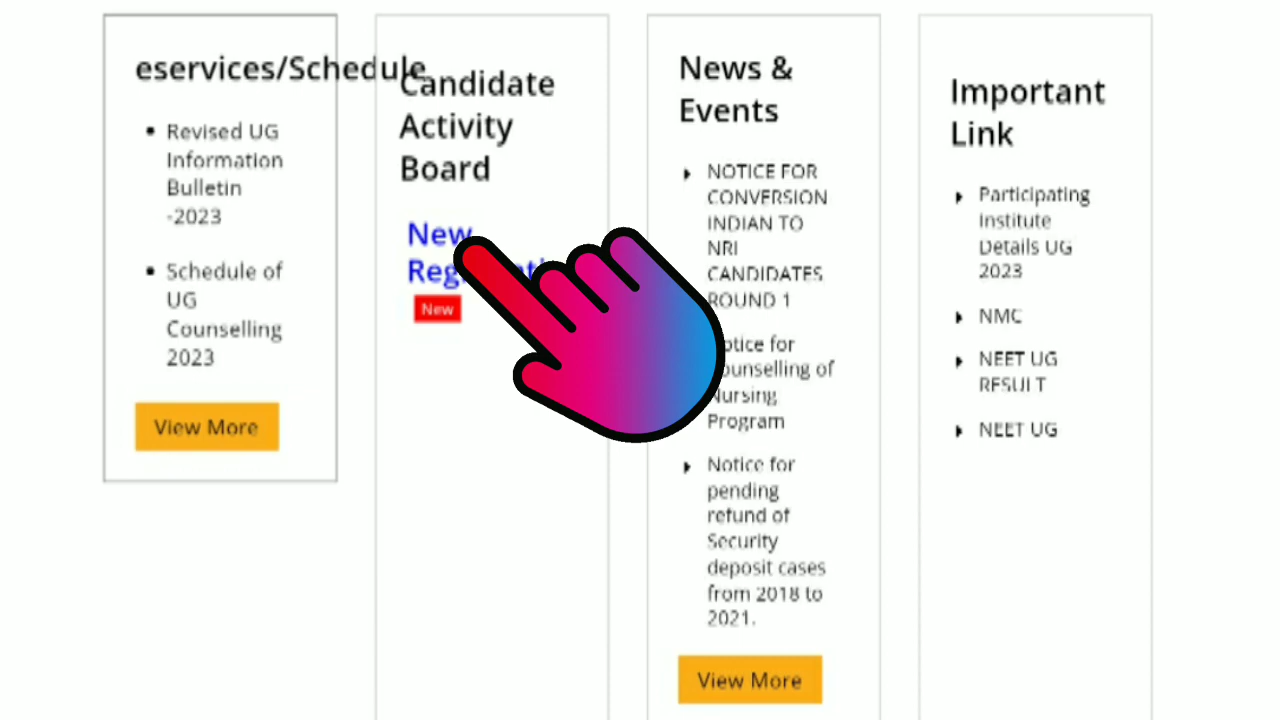 eservices/Schedule
Revised UG
Information
Bulletin
-2023
Schedule of
UG
Counselling
2023
View More
Candidate
Activity
Board
New
New
News &
Events
NOTICE FOR
CONVERSION
INDIAN TO
NRI
CANDIDATES
ROUND 1
for
of
Nursing
Program
Notice for
pending
refund of
Security
deposit cases
from 2018 to
2021.
View More
Important
Link
Participating
Institute
Details UG
2023
NMC
NEET UG
RESULT
NEET UG